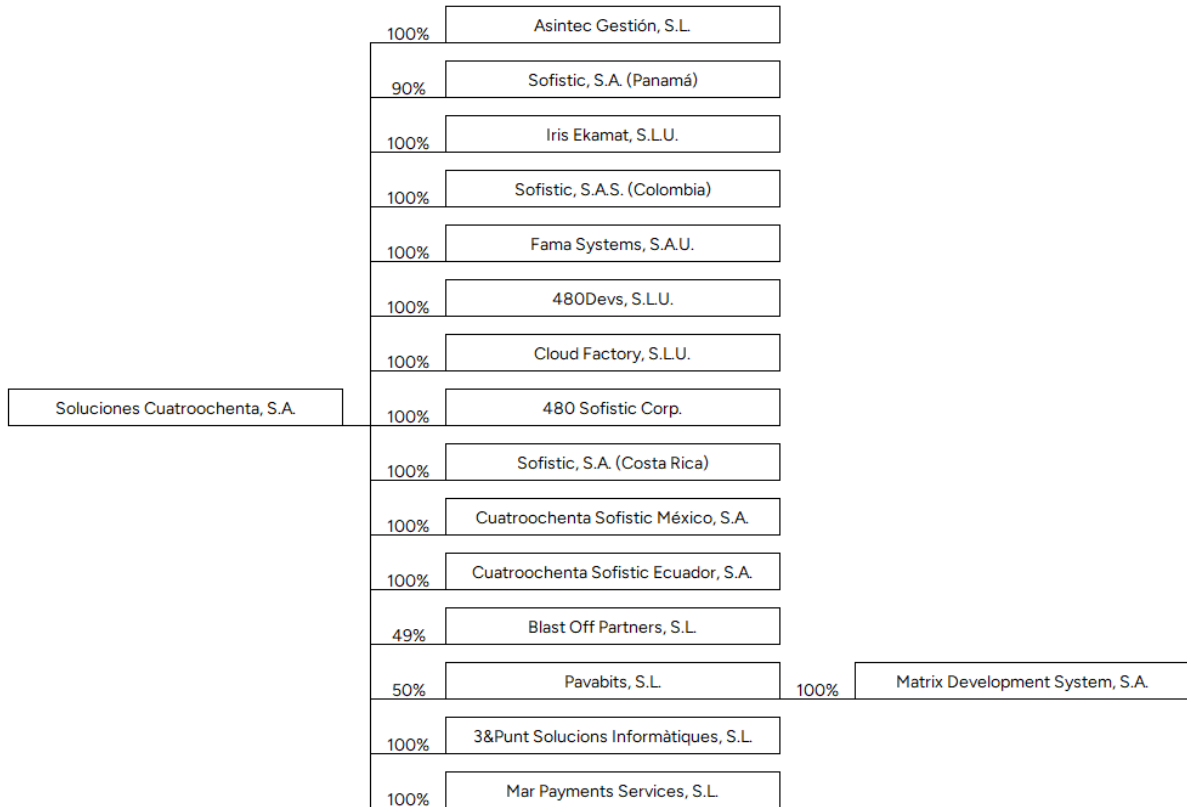 100%
Asintec Gestión, S.L.
90%
Sofistic, S.A. (Panamá)
100%
Iris Ekamat, S.L.U.
100%
Sofistic, S.A.S. (Colombia)
100%
Fama Systems, S.A.U.
100%
480Devs, S.L.U.
100%
Cloud Factory, S.L.U.
Soluciones Cuatroochenta, S.A.
100%
480 Sofistic Corp.
100%
Sofistic, S.A. (Costa Rica)
100%
Cuatroochenta Sofistic México, S.A.
100%
Cuatroochenta Sofistic Ecuador, S.A.
49%
Blast Off Partners, S.L.
50%
Pavabits, S.L.
100%
Matrix Development System, S.A.
100%
3&Punt Solucions Informàtiques, S.L.
100%
Mar Payments Services, S.L.